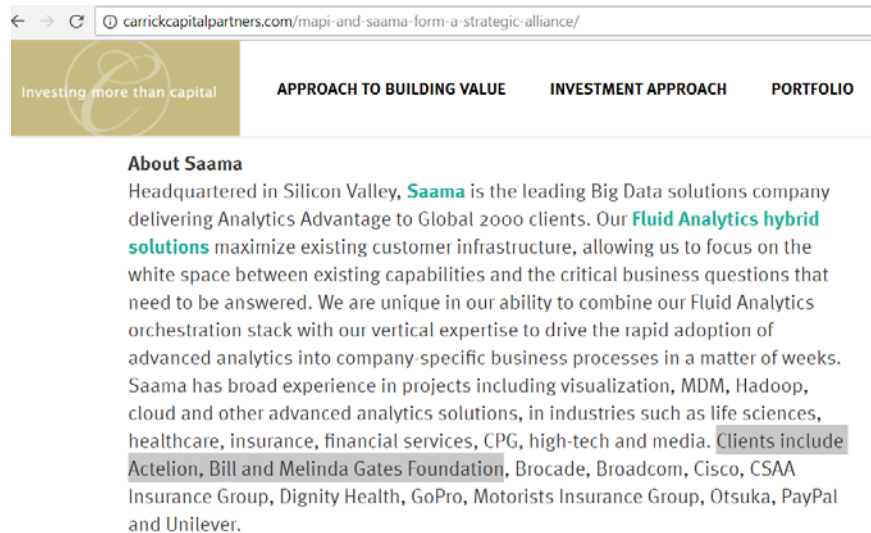 carrickcapitalpartners.com/mapi-and-saama-form-a-strategic-alliance/
Investing more than capital
APPROACH TO BUILDING VALUE INVESTMENT APPROACH PORTFOLIO
About Saama
Headquartered in Silicon Valley, Saama is the leading Big Data solutions company
delivering Analytics Advantage to Global 2000 clients. Our Fluid Analytics hybrid
solutions maximize existing customer infrastructure, allowing us to focus on the
white space between existing capabilities and the critical business questions that
need to be answered. We are unique in our ability to combine our Fluid Analytics
orchestration stack with our vertical expertise to drive the rapid adoption of
advanced analytics into company-specific business processes in a matter of weeks.
Saama has broad experience in projects including visualization, MDM, Hadoop,
cloud and other advanced analytics solutions, in industries such as life sciences,
healthcare, insurance, financial services, CPG, high-tech and media. Clients include
Actelion, Bill and Melinda Gates Foundation, Brocade, Broadcom, Cisco, CSAA
Insurance Group, Dignity Health, GoPro, Motorists Insurance Group, Otsuka, PayPal
and Unilever.